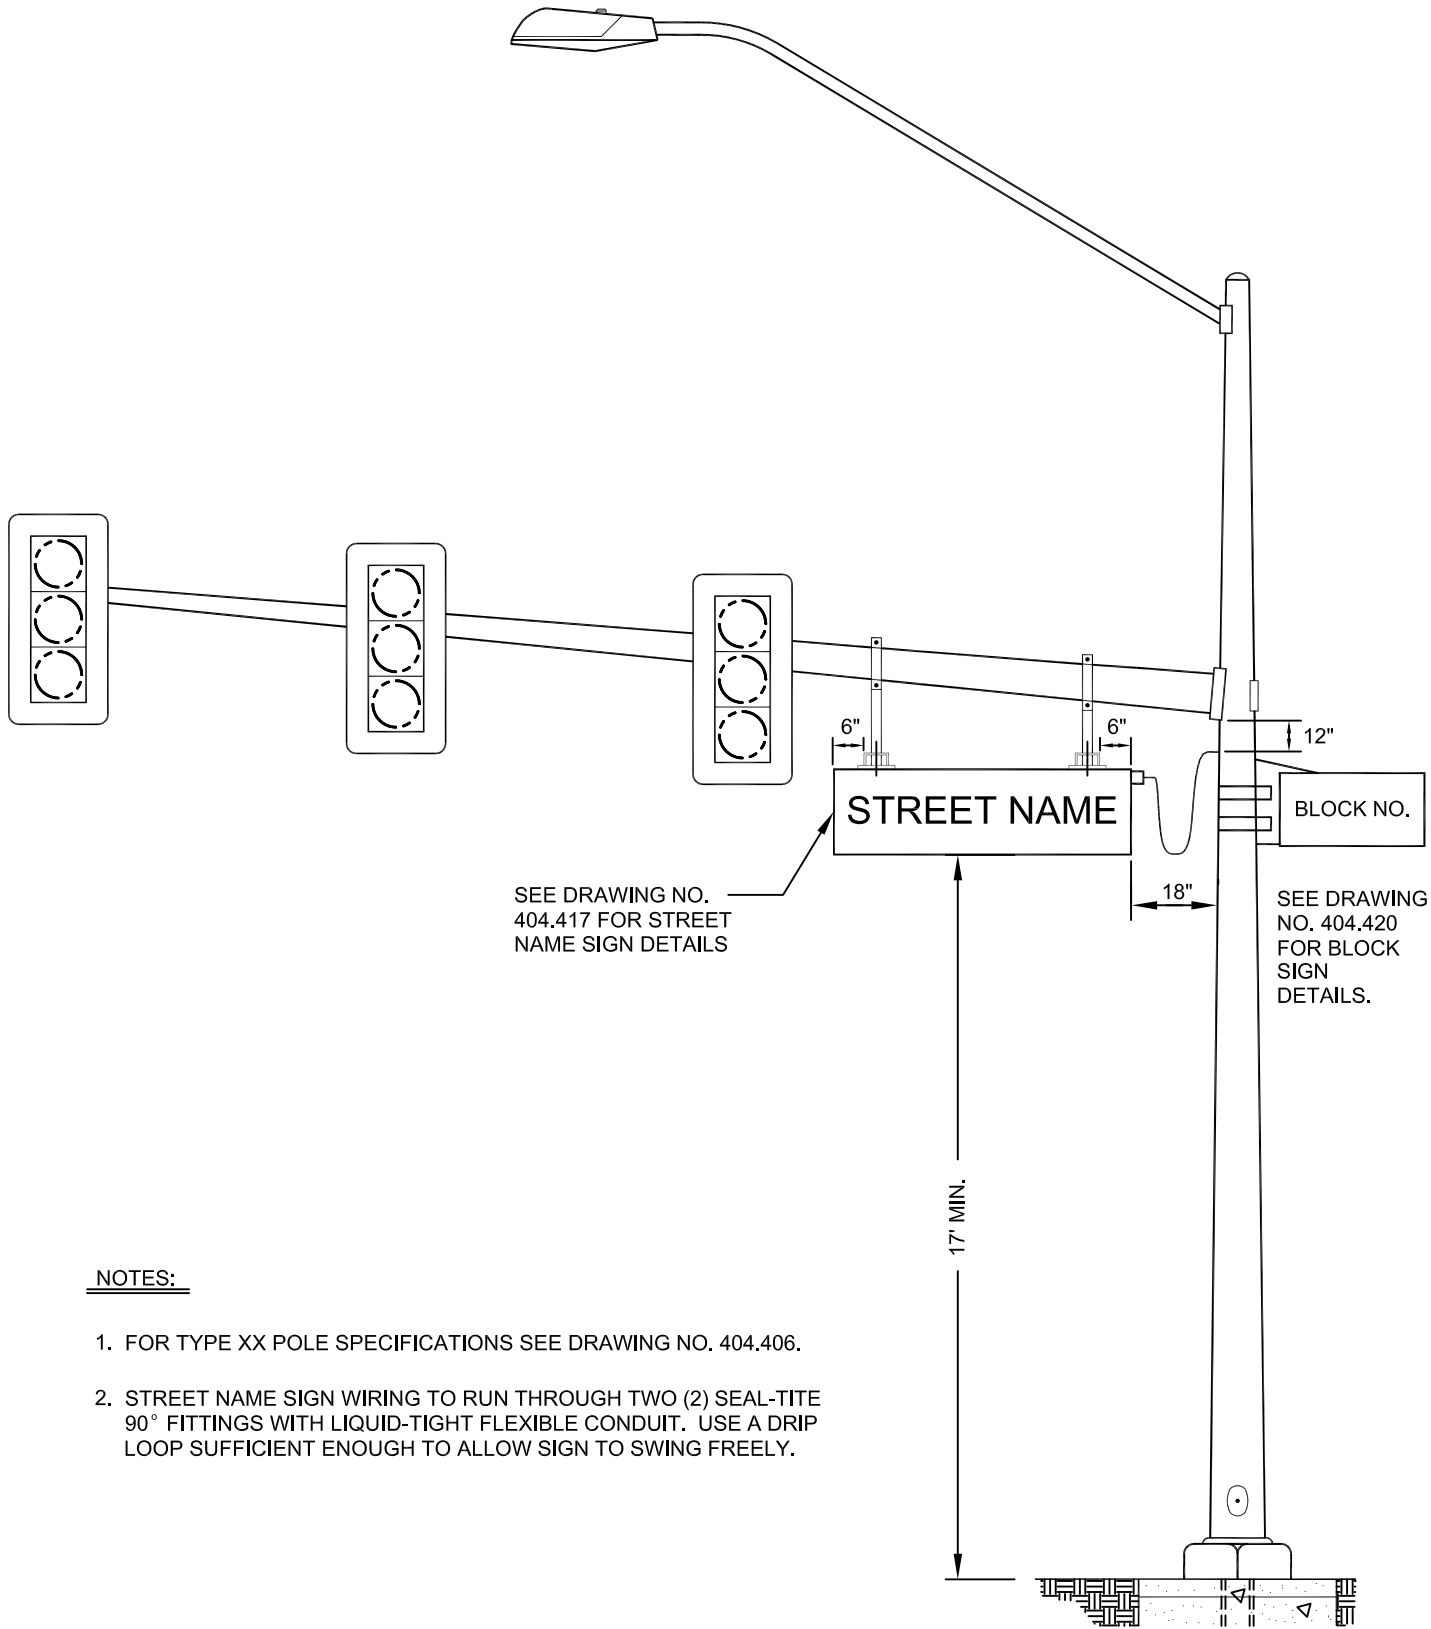 6"
6"
12"
STREET NAME
BLOCK NO.
18"
SEE DRAWING NO.
404.417 FOR STREET
NAME SIGN DETAILS
SEE DRAWING
NO. 404.420
FOR BLOCK
SIGN
DETAILS.
17' MIN.
NOTES:
1. FOR TYPE XX POLE SPECIFICATIONS SEE DRAWING NO. 404.406.
2. STREET NAME SIGN WIRING TO RUN THROUGH TWO (2) SEAL-TITE
90° FITTINGS WITH LIQUID-TIGHT FLEXIBLE CONDUIT. USE A DRIP
LOOP SUFFICIENT ENOUGH TO ALLOW SIGN TO SWING FREELY.